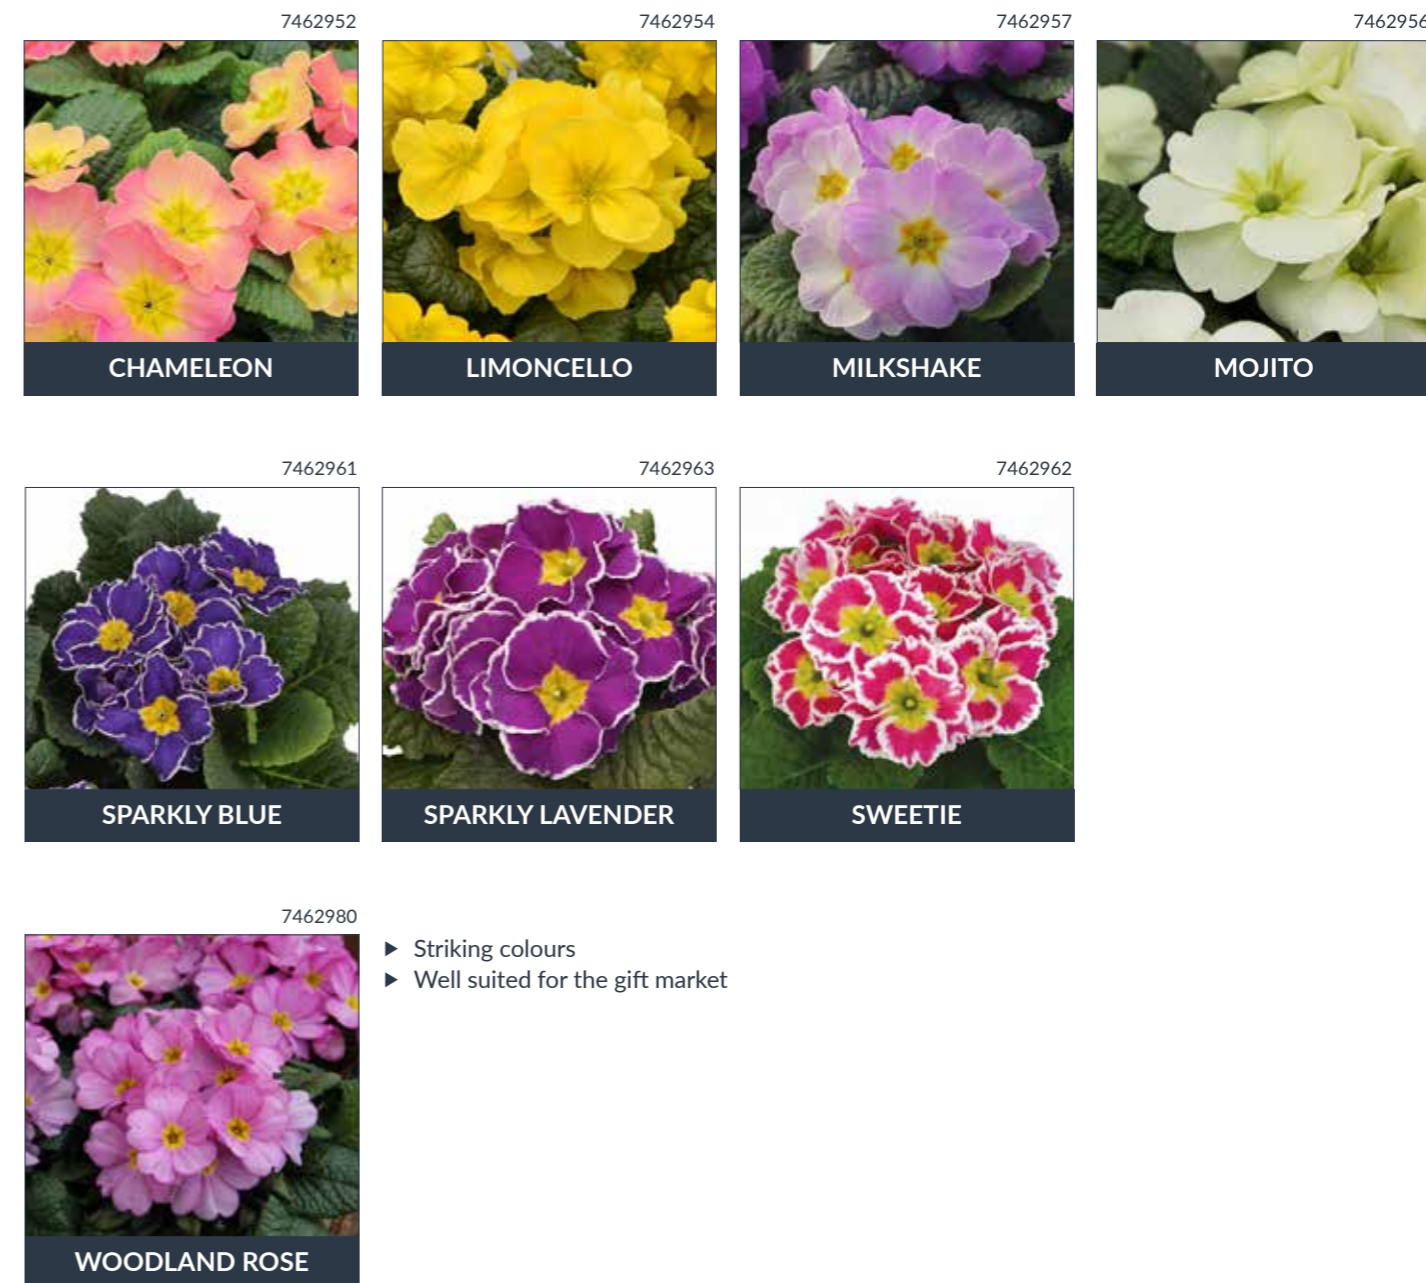 7462952
CHAMELEON
7462954
LIMONCELLO
7462957
MILKSHAKE
7462956
MOJITO
7462961
SPARKLY BLUE
7462963
SPARKLY LAVENDER
7462962
SWEETIE
7462980
WOODLAND ROSE
▶ Striking colours
▶ Well suited for the gift market